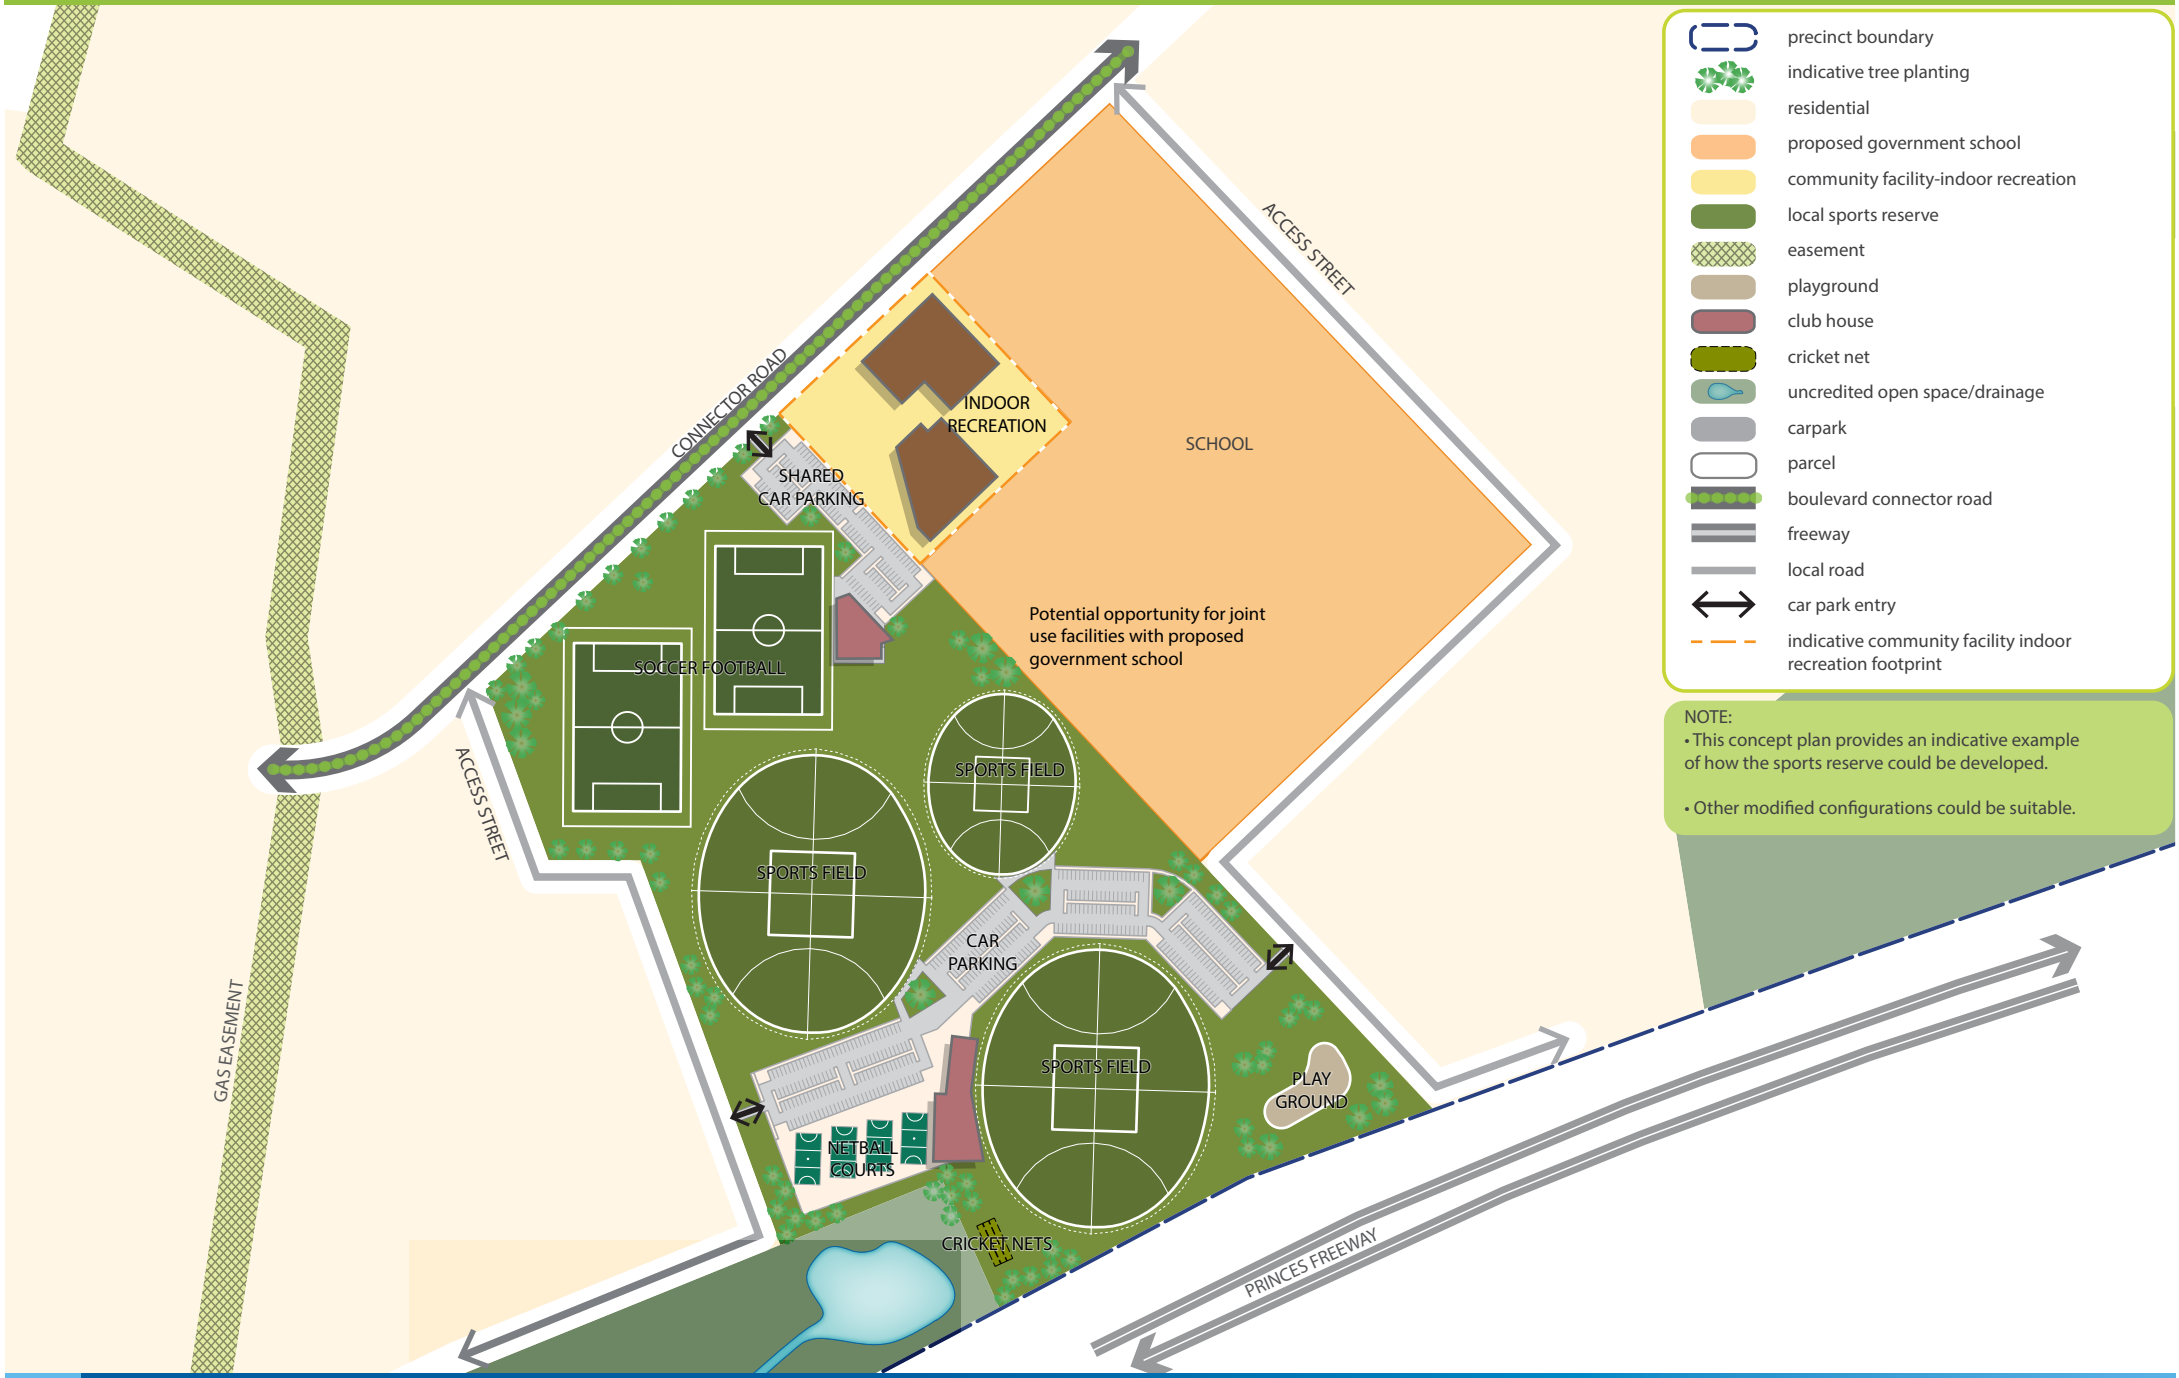 precinct boundary
indicative tree planting
residential
proposed government school
community facility-indoor recreation
local sports reserve
easement
playground
club house
cricket net
uncredited open space/drainage
carpark
parcel
boulevard connector road
freeway
local road
car park entry
indicative community facility indoor
recreation footprint
NOTE:
• This concept plan provides an indicative example
of how the sports reserve could be developed.
• Other modified configurations could be suitable.
ACCESS STREET
CONNECTOR ROAD
INDOOR
RECREATION
SCHOOL
SHARED
CAR PARKING
Potential opportunity for joint
use facilities with proposed
government school
SOCCER FOOTBALL
ACCESS STREET
SPORTS FIELD
SPORTS FIELD
CAR
PARKING
GAS EASEMENT
SPORTS FIELD
PLAY
GROUND
NETBALL
COURTS
CRICKET NETS
PRINCES FREEWAY